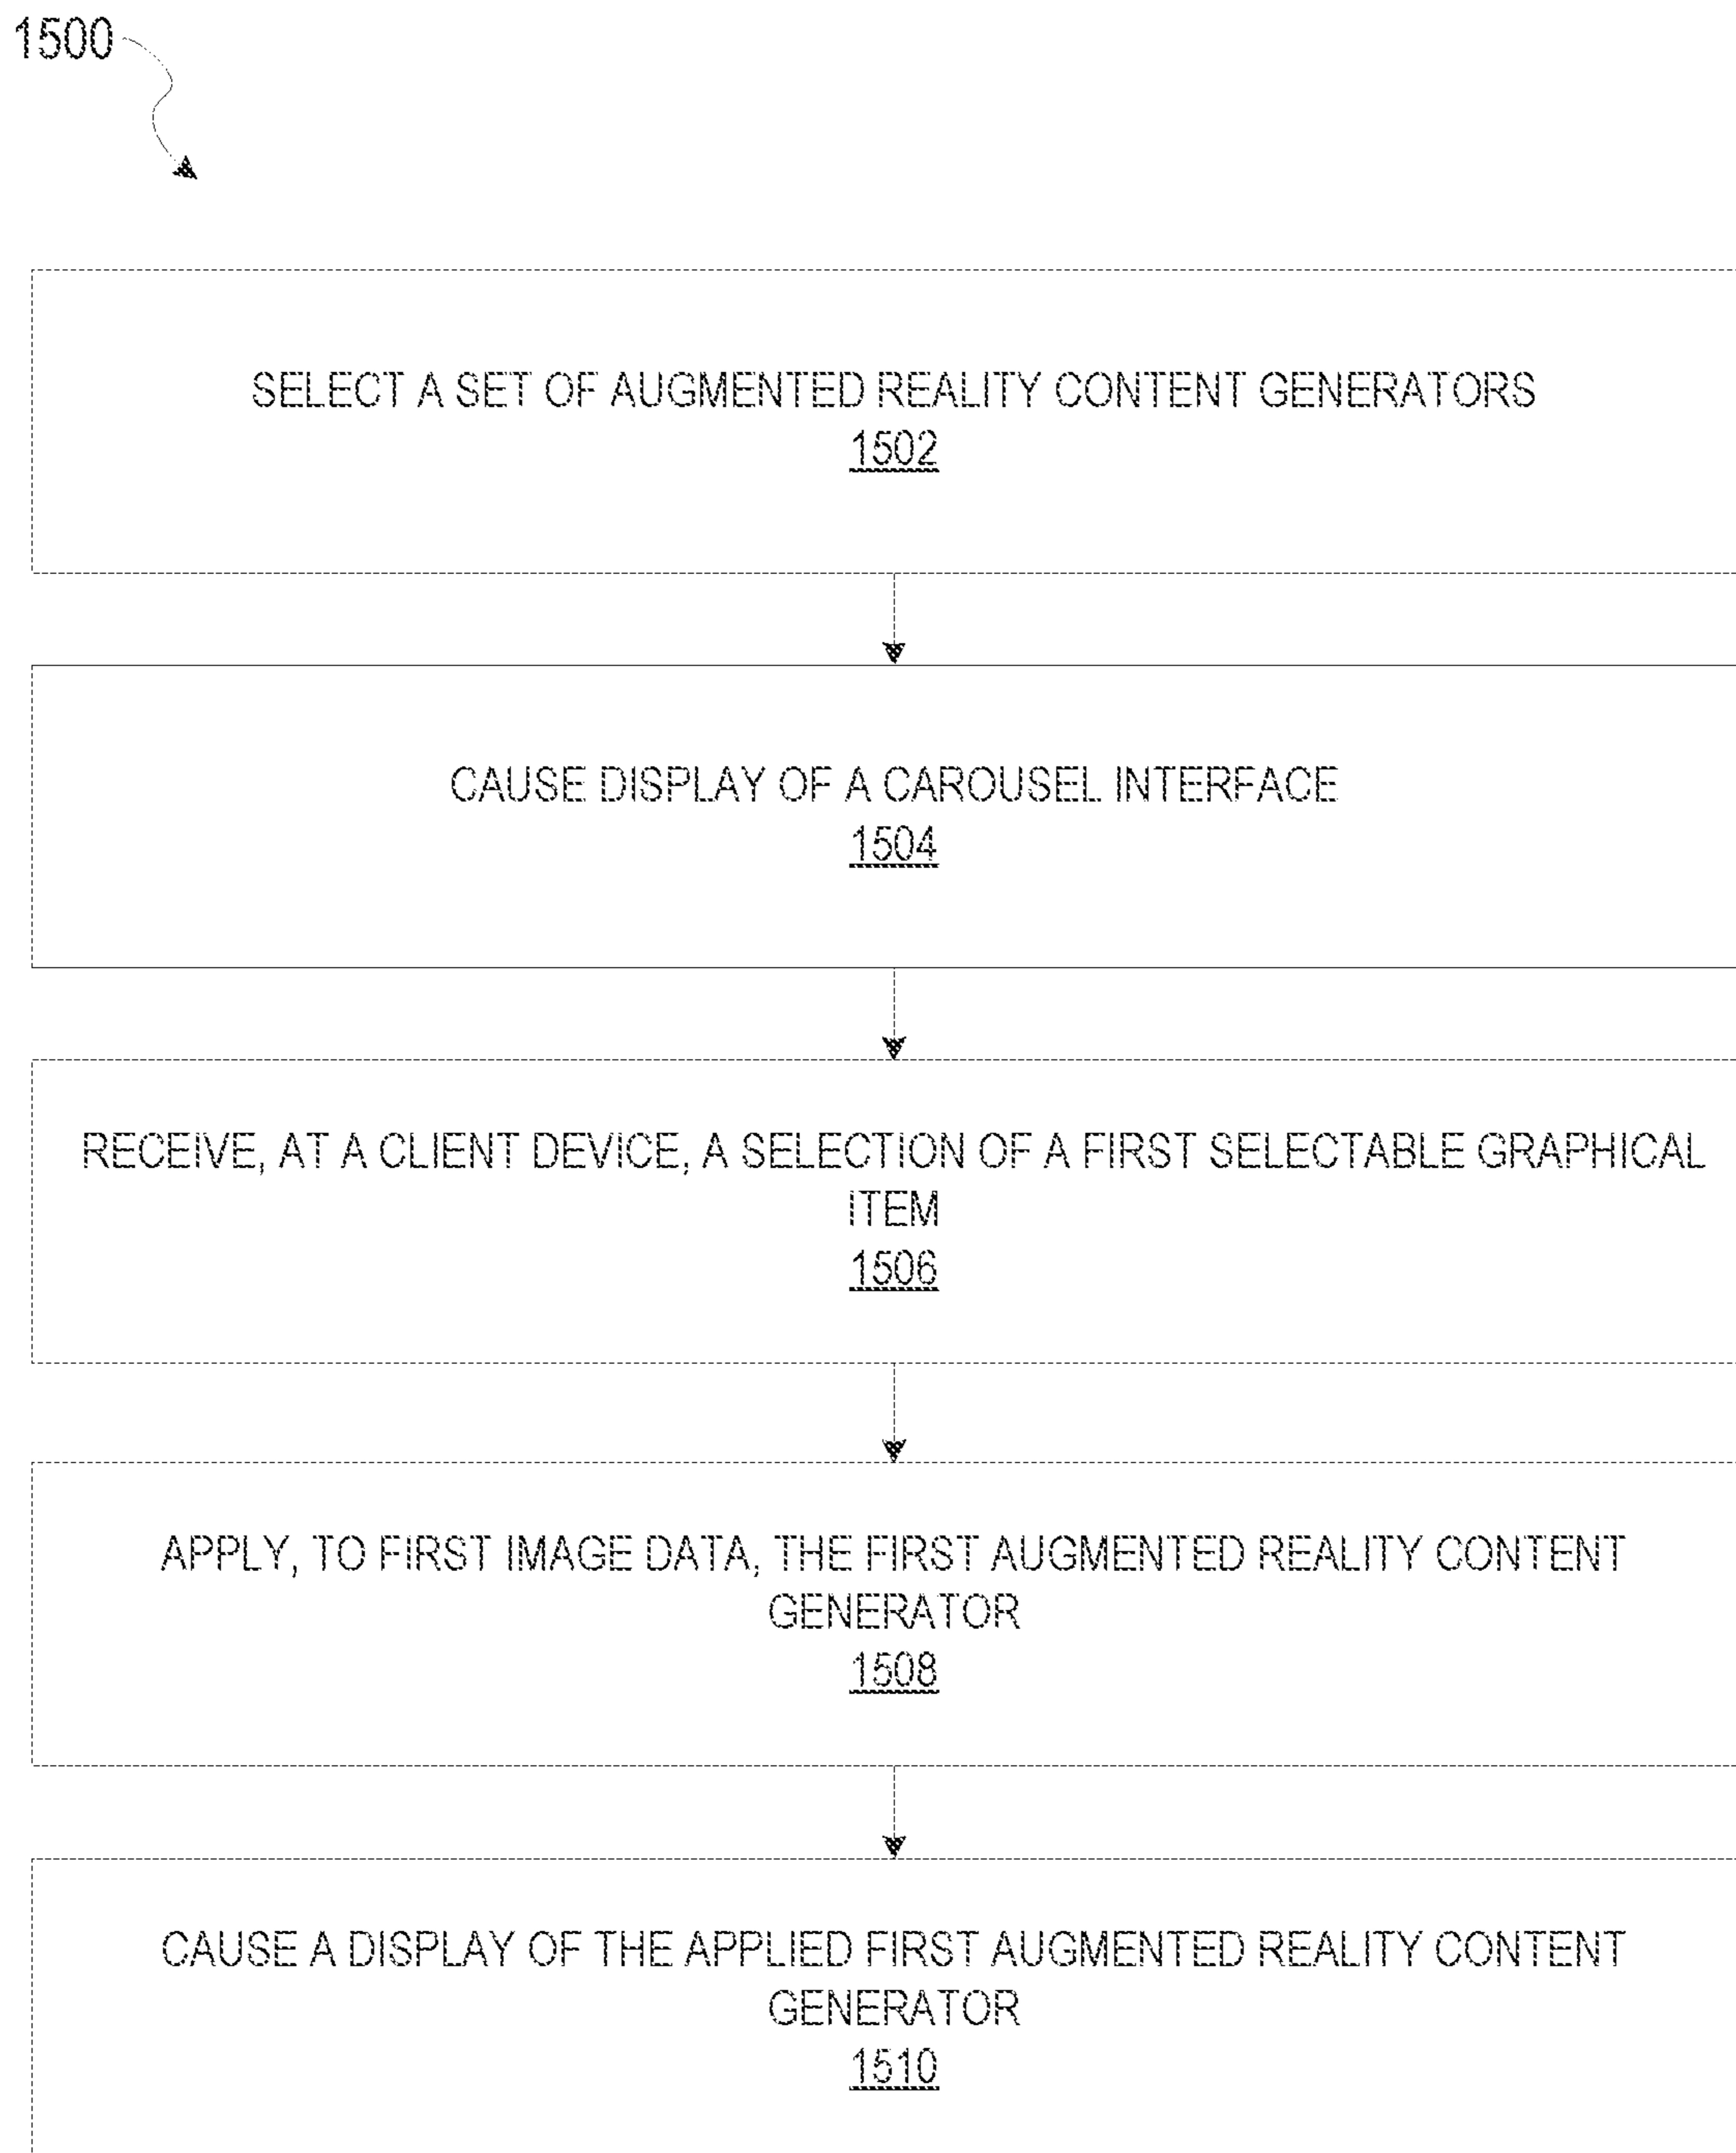 1500
SELECT A SET OF AUGMENTED REALITY CONTENT GENERATORS
1502
CAUSE DISPLAY OF A CAROUSEL INTERFACE
1504
RECEIVE, AT A CLIENT DEVICE, A SELECTION OF A FIRST SELECTABLE GRAPHICAL
ITEM
1506
APPLY, TO FIRST IMAGE DATA, THE FIRST AUGMENTED REALITY CONTENT
GENERATOR
1508
CAUSE A DISPLAY OF THE APPLIED FIRST AUGMENTED REALITY CONTENT
GENERATOR
1510